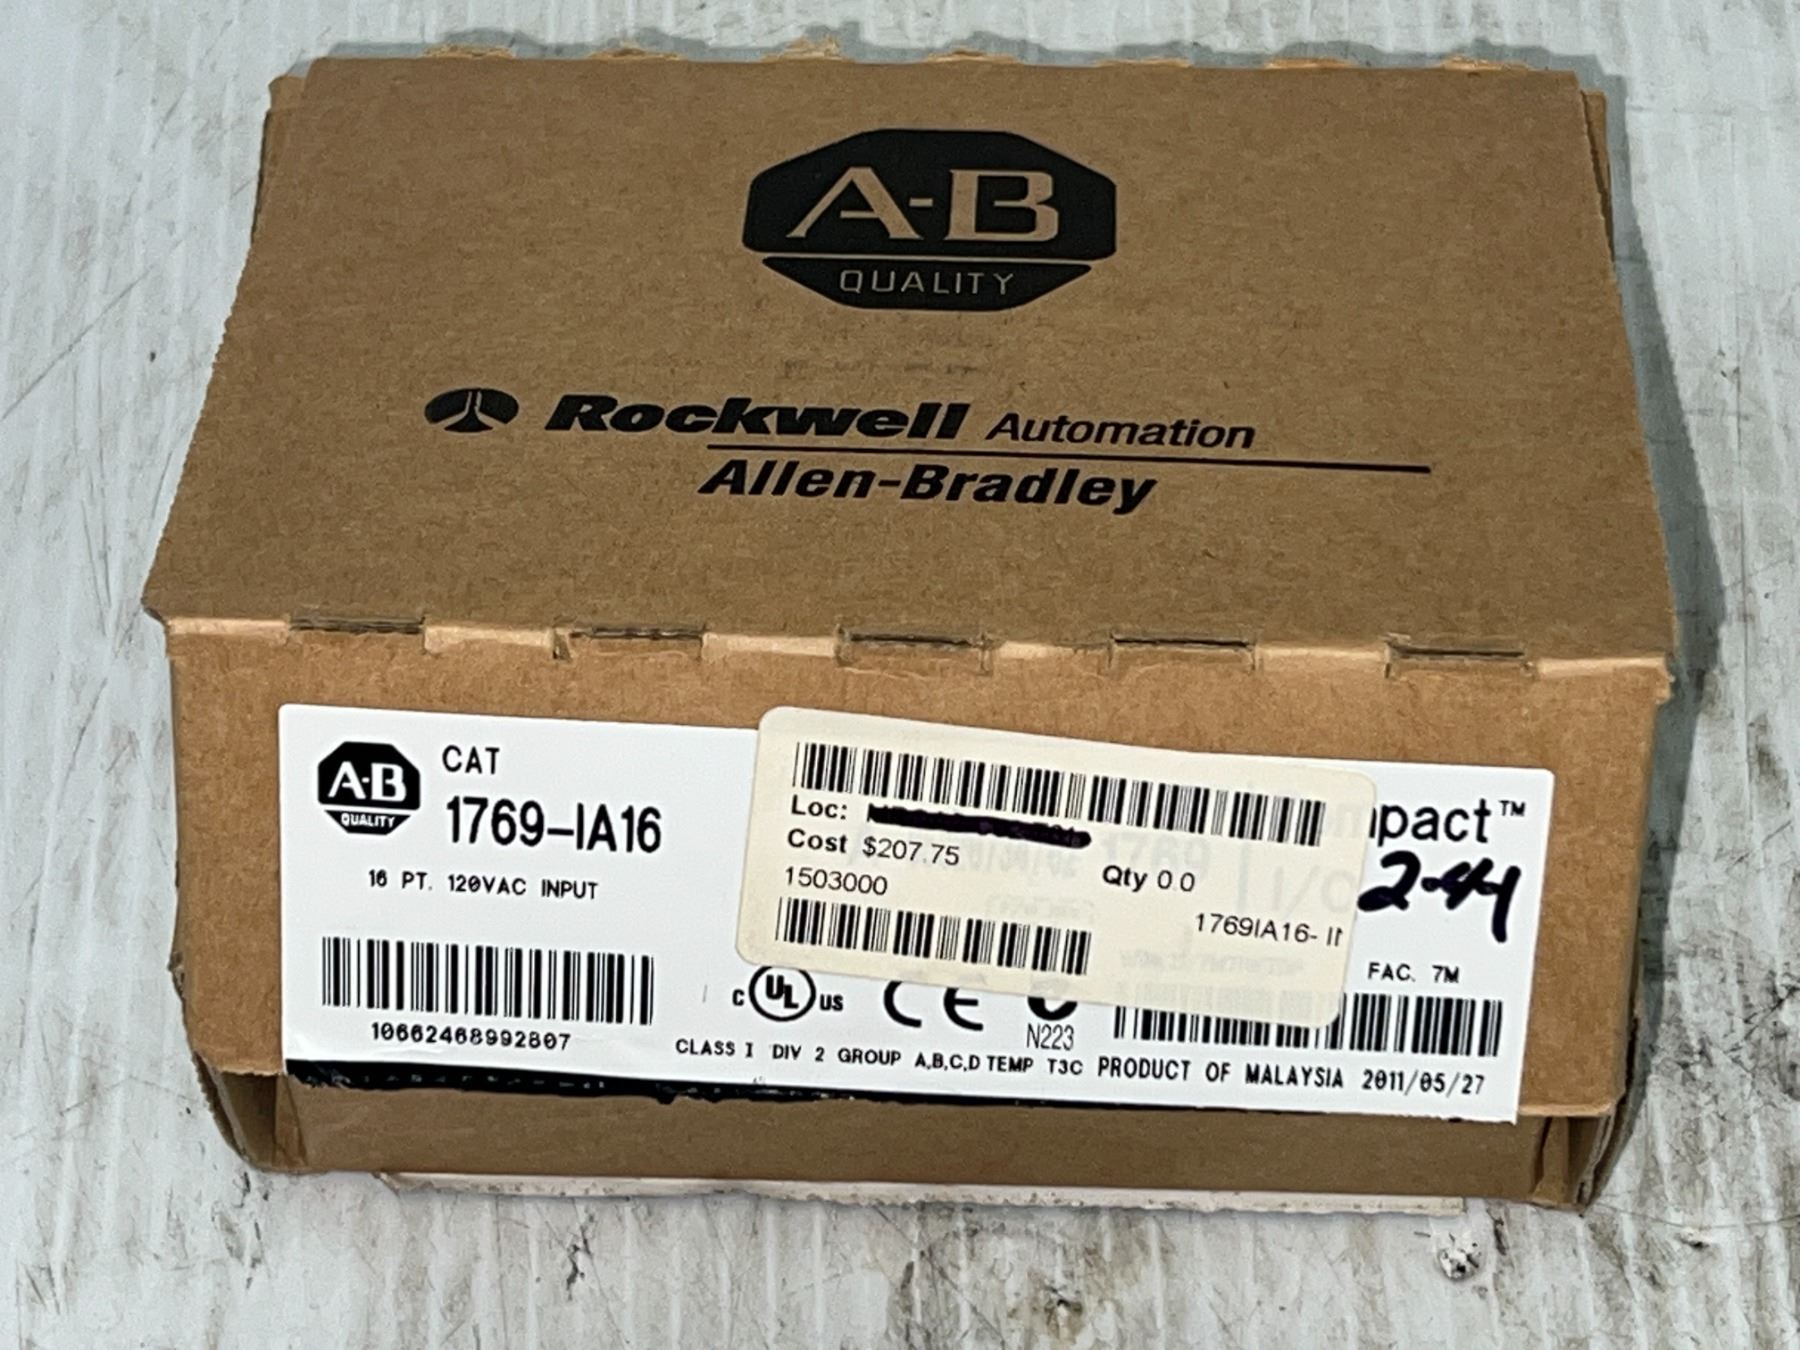 A-B
QUALITY
Rockwell Automation
Allen-Bradley
A-B
QUALITY
CAT
1769-IA16
16 PT. 120VAC INPUT
10662468992807
Loc:
Cost $207.75
Qty 0.0
1503000
1769IA16- II
1769
I/O
2-44
FAC. 7M
c UL us CE
N223
CLASS I DIV 2 GROUP A,B,C,D TEMP T3C PRODUCT OF MALAYSIA 2011/05/27